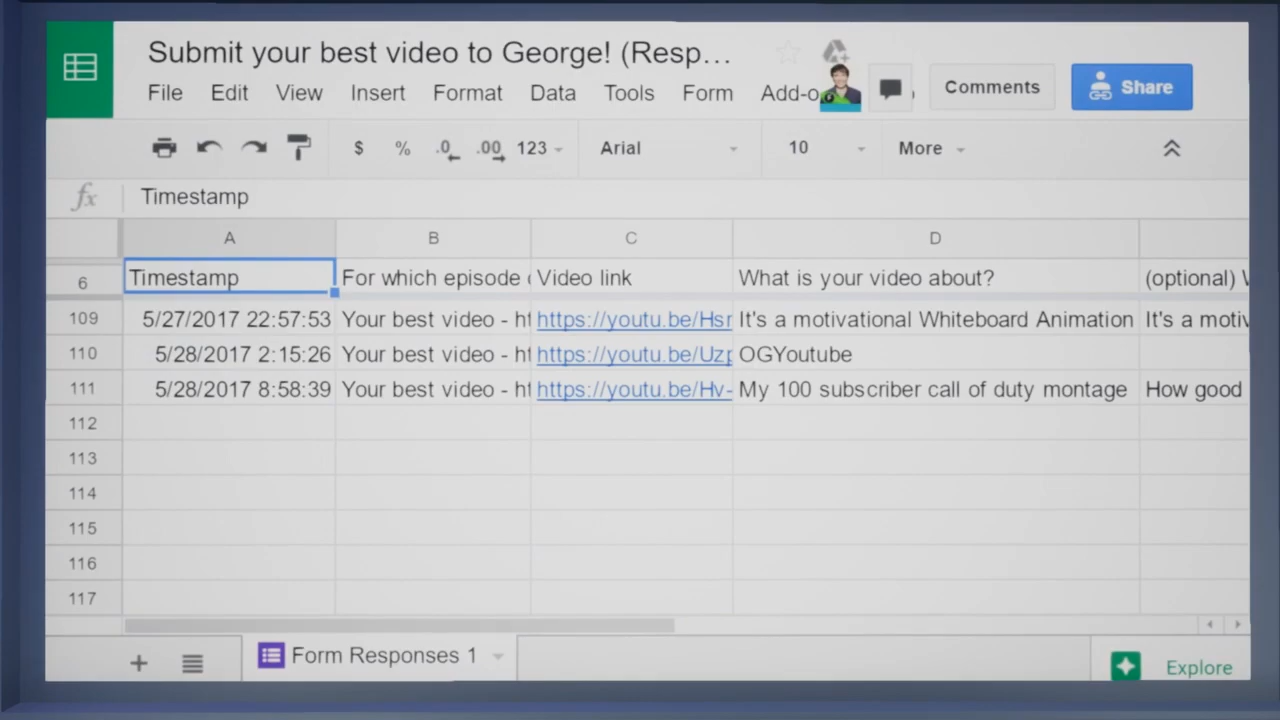 Submit your best video to George! (Resp...
File Edit View Insert Format Data Tools Form Add-o
Comments
Share
$ % .0 .00 123 Arial 10 More
fx Timestamp
A B C D
6 Timestamp For which episode Video link What is your video about? (optional)
109 5/27/2017 22:57:53 Your best video - ht https://youtu.be/Hsr It's a motivational Whiteboard Animation It's a motiv
110 5/28/2017 2:15:26 Your best video - ht https://youtu.be/Uzp OGYoutube
111 5/28/2017 8:58:39 Your best video - ht https://youtu.be/Hv- My 100 subscriber call of duty montage How good
112
113
114
115
116
117
Form Responses 1
Explore